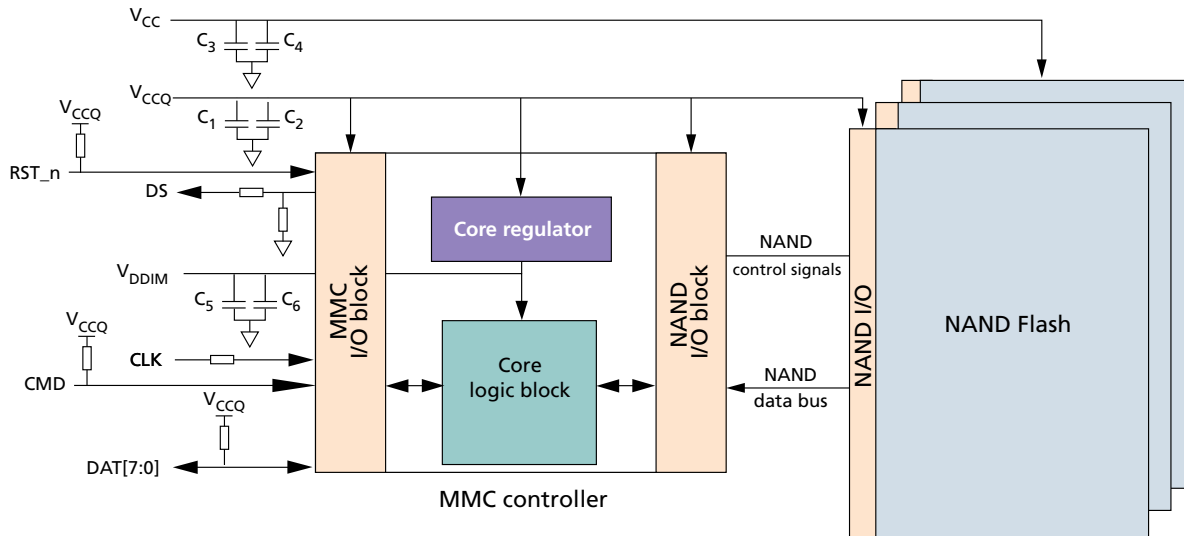 VCC
C3 C4
VCCQ
VCCQ
C1 C2
RST_n
DS
Core regulator
NAND
control signals
VDDIM
C5 C6
MMC
I/O block
NAND
I/O block
NAND I/O
NAND Flash
VCCQ
CLK
Core
logic block
CMD
NAND
data bus
VCCQ
DAT[7:0]
MMC controller